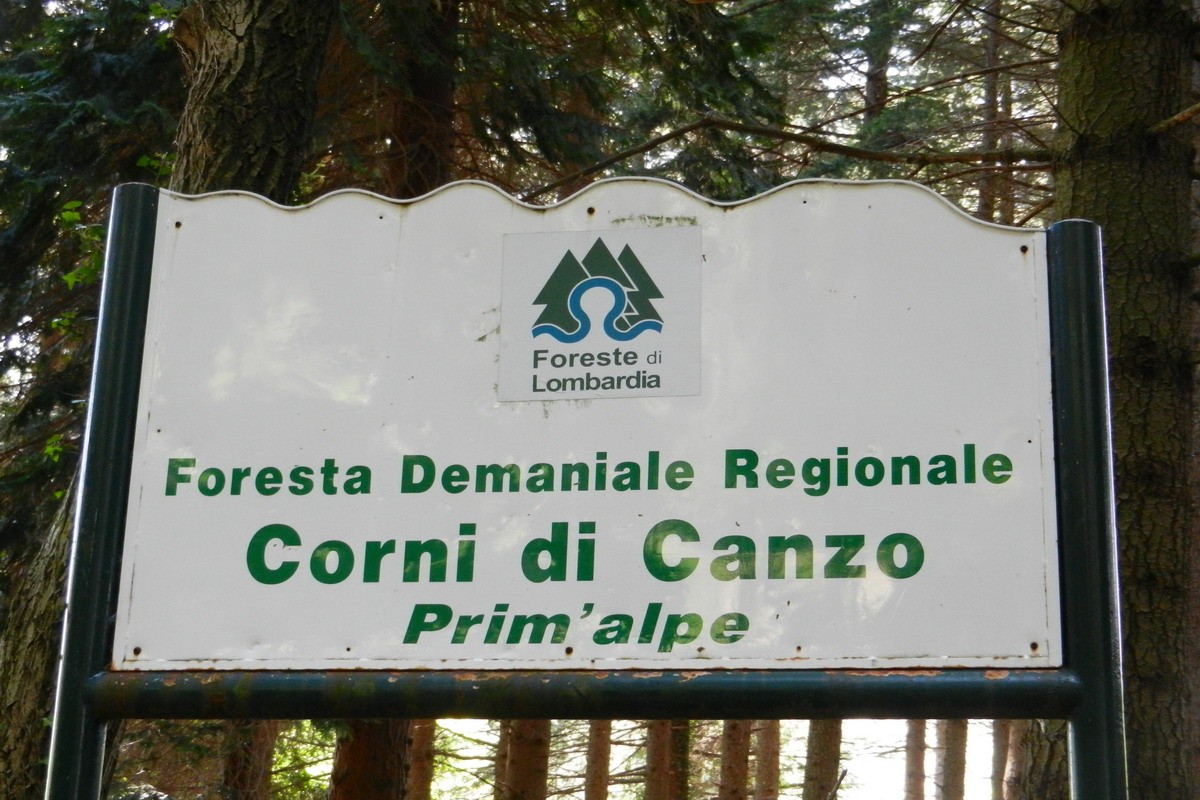 Foreste di
Lombardia
Foresta Demaniale Regionale
Corni di Canzo
Prim'alpe